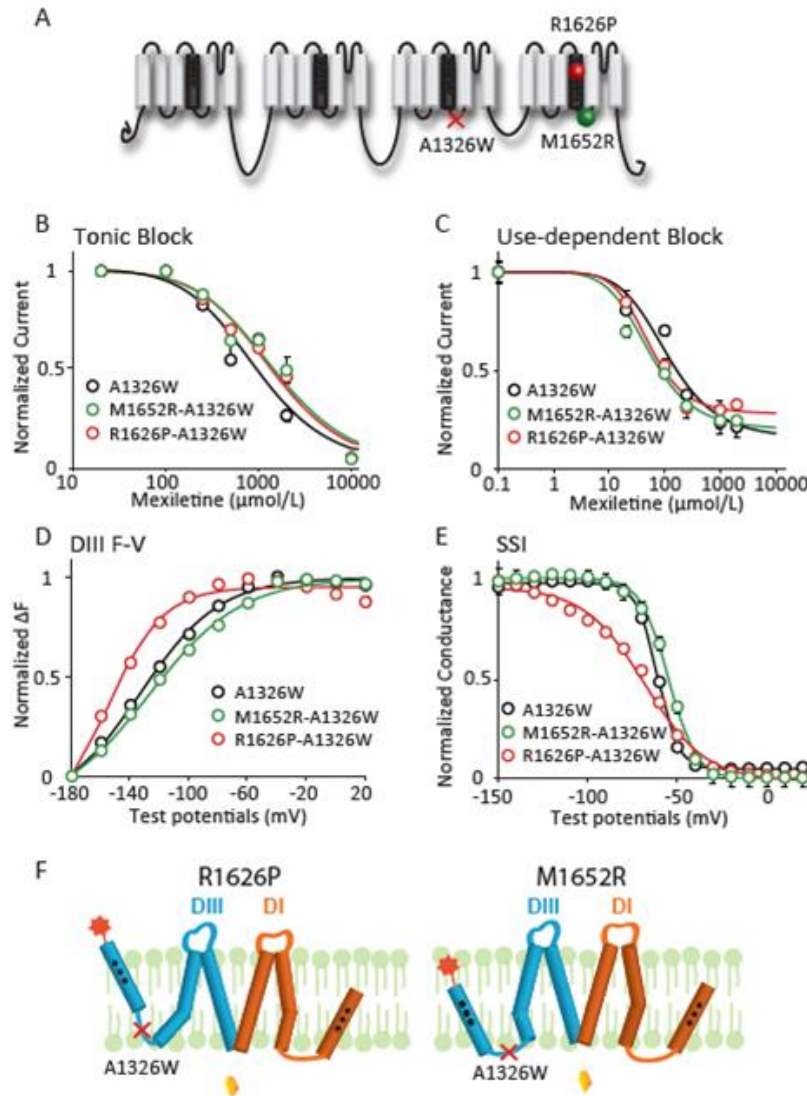 A
R1626P
A1326W
M1652R
B
Tonic Block
Normalized Current
1
0.5
0
A1326W
M1652R-A1326W
R1626P-A1326W
10
100
1000
10000
Mexiletine (µmol/L)
C
Use-dependent Block
Normalized Current
1
0.5
0
A1326W
M1652R-A1326W
R1626P-A1326W
0.1
1
10
100
1000
10000
Mexiletine (µmol/L)
D
DIII F-V
Normalized ΔF
1
0.5
0
A1326W
M1652R-A1326W
R1626P-A1326W
-180
-140
-100
-60
-20
20
Test potentials (mV)
E
SSI
Normalized Conductance
1
0.5
0
A1326W
M1652R-A1326W
R1626P-A1326W
-150
-100
-50
0
Test potentials (mV)
F
R1626P
DIII
DI
A1326W
M1652R
DIII
DI
A1326W